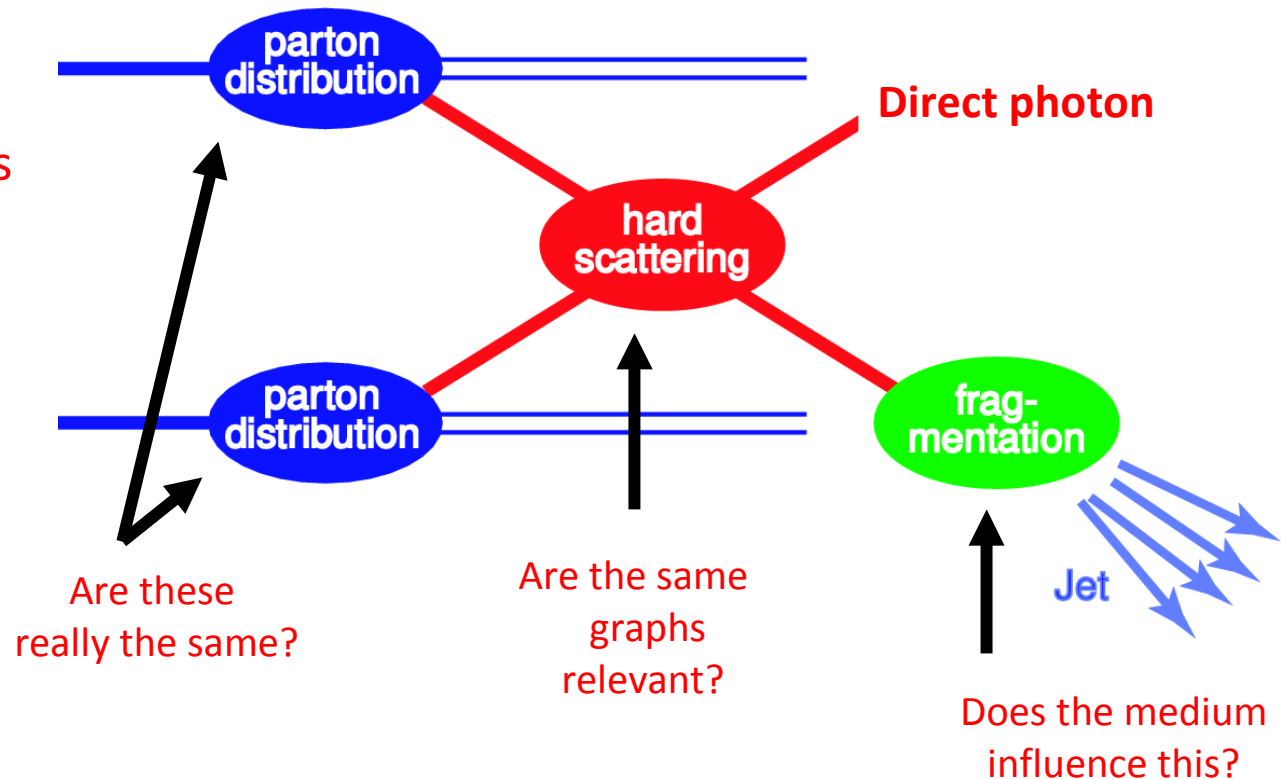 parton
distribution
Direct photon
s
hard
scattering
parton
distribution
frag-
mentation
Jet
Are these
really the same?
Are the same
graphs
relevant?
Does the medium
influence this?